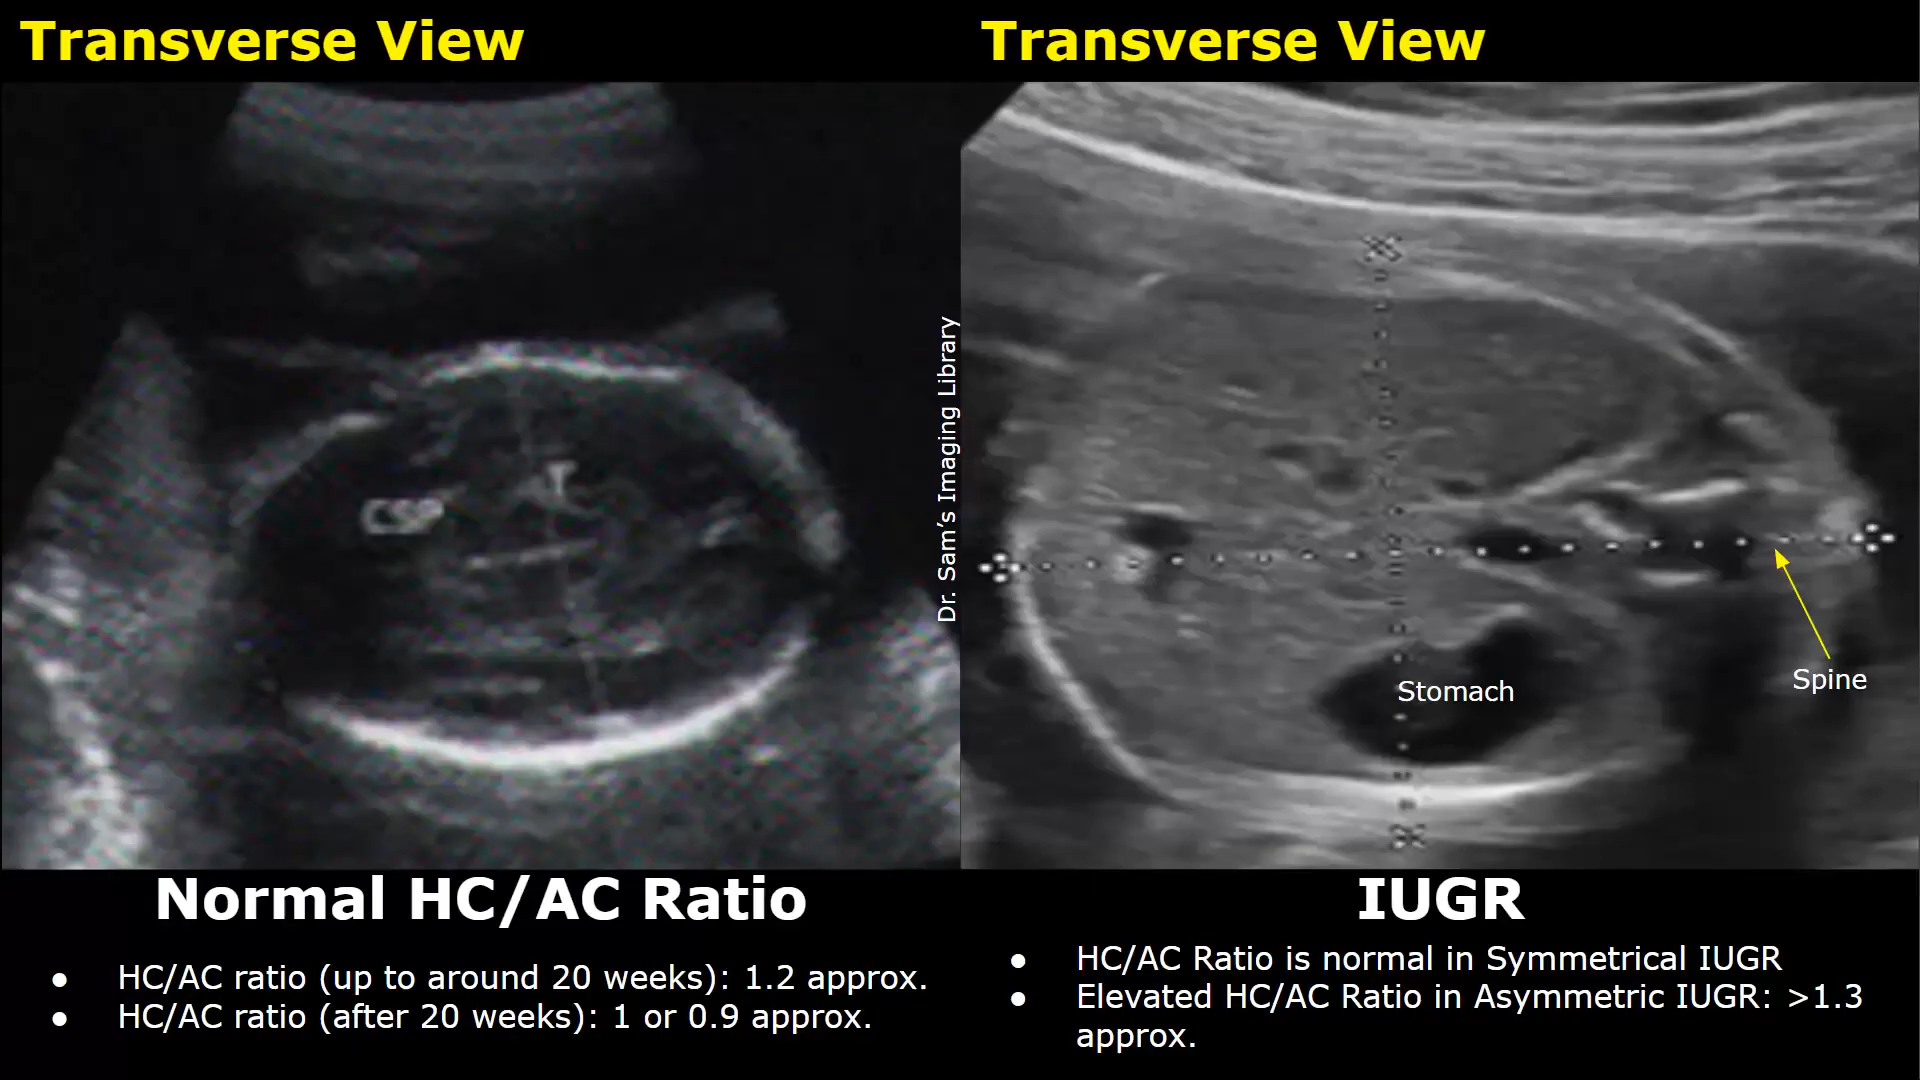 Transverse View
Transverse View
Dr. Sam's Imaging Library
Stomach
Spine
Normal HC/AC Ratio
● HC/AC ratio (up to around 20 weeks): 1.2 approx.
● HC/AC ratio (after 20 weeks): 1 or 0.9 approx.
IUGR
● HC/AC Ratio is normal in Symmetrical IUGR
● Elevated HC/AC Ratio in Asymmetric IUGR: >1.3
approx.